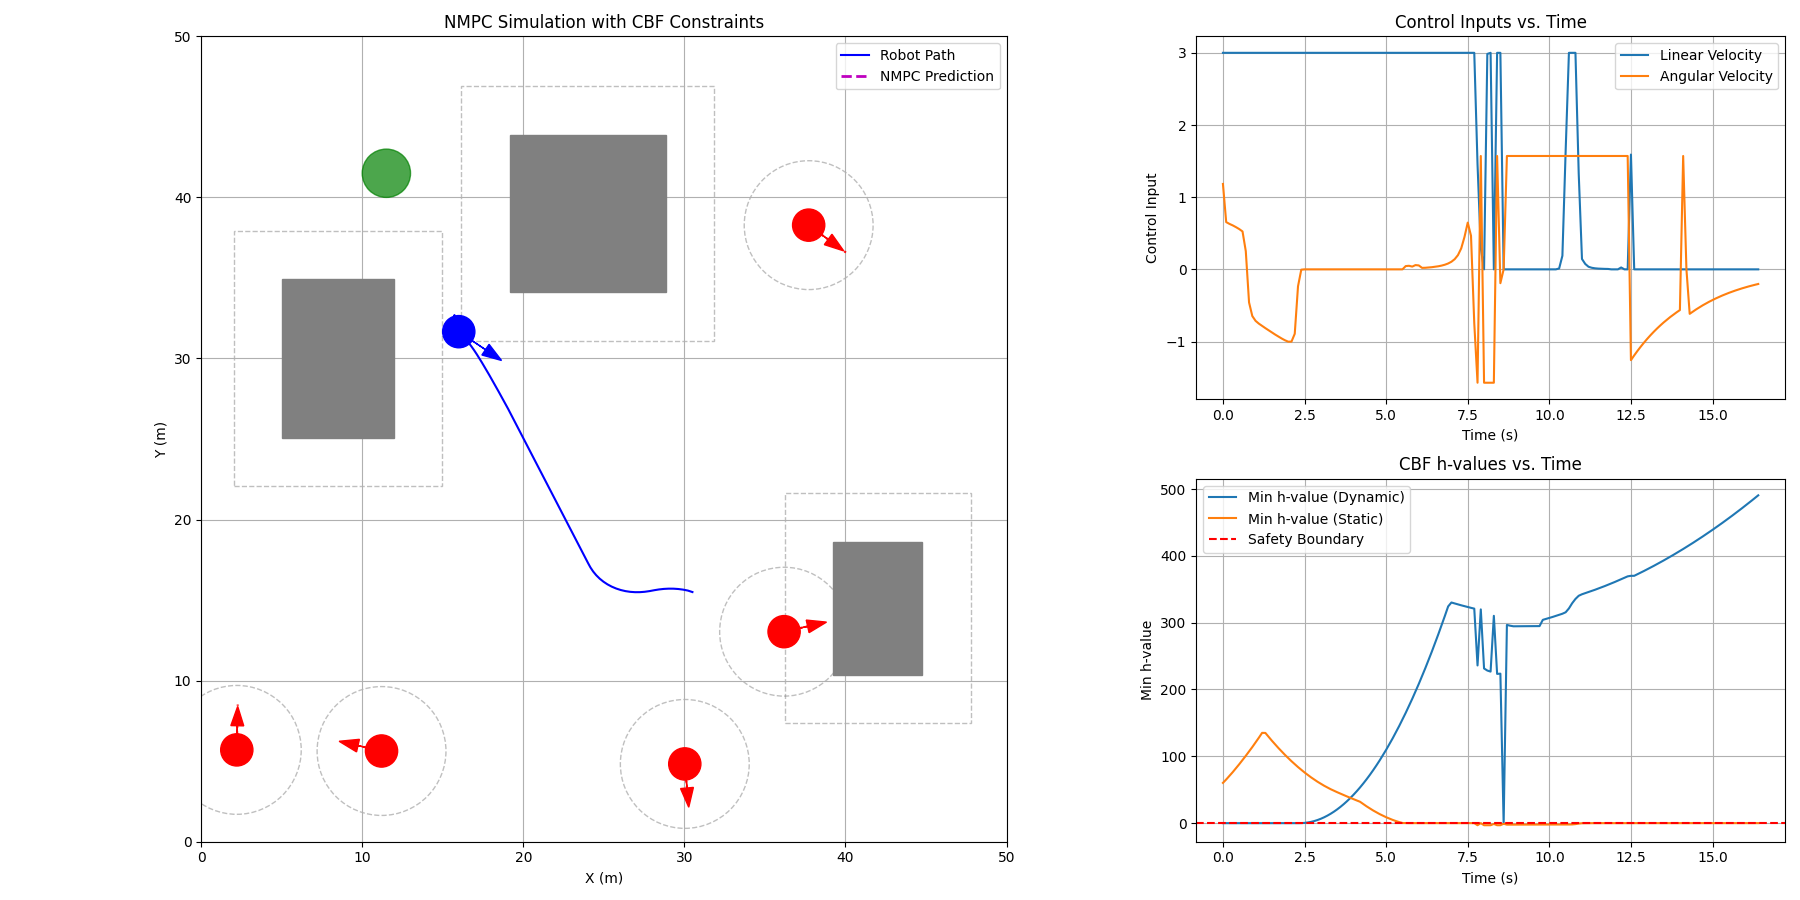 NMPC Simulation with CBF Constraints
Robot Path
NMPC Prediction
50
40
30
20
10
0
Y (m)
0 10 20 30 40 50
X (m)
Control Inputs vs. Time
Linear Velocity
Angular Velocity
3
2
1
0
−1
Control Input
0.0 2.5 5.0 7.5 10.0 12.5 15.0
Time (s)
CBF h-values vs. Time
Min h-value (Dynamic)
Min h-value (Static)
Safety Boundary
500
400
300
200
100
0
Min h-value
0.0 2.5 5.0 7.5 10.0 12.5 15.0
Time (s)